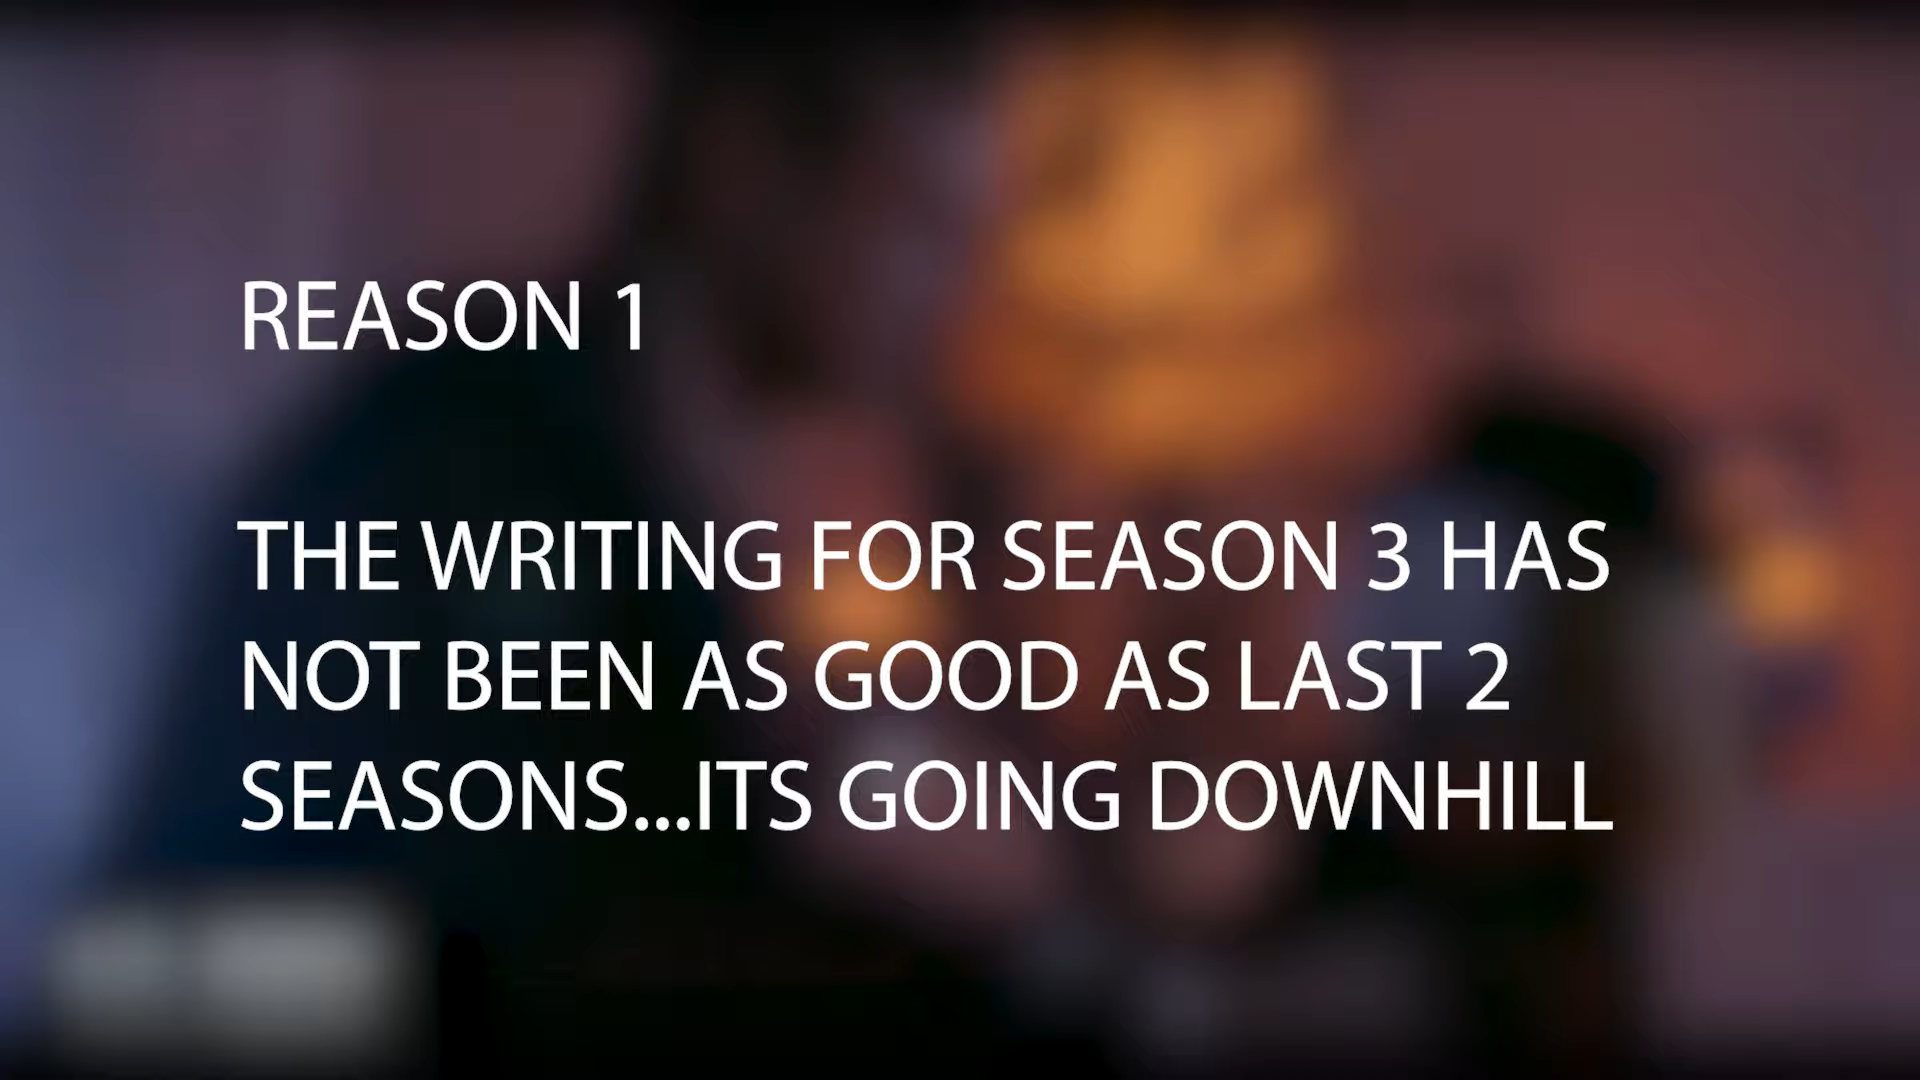 REASON 1
THE WRITING FOR SEASON 3 HAS
NOT BEEN AS GOOD AS LAST 2
SEASONS...ITS GOING DOWNHILL